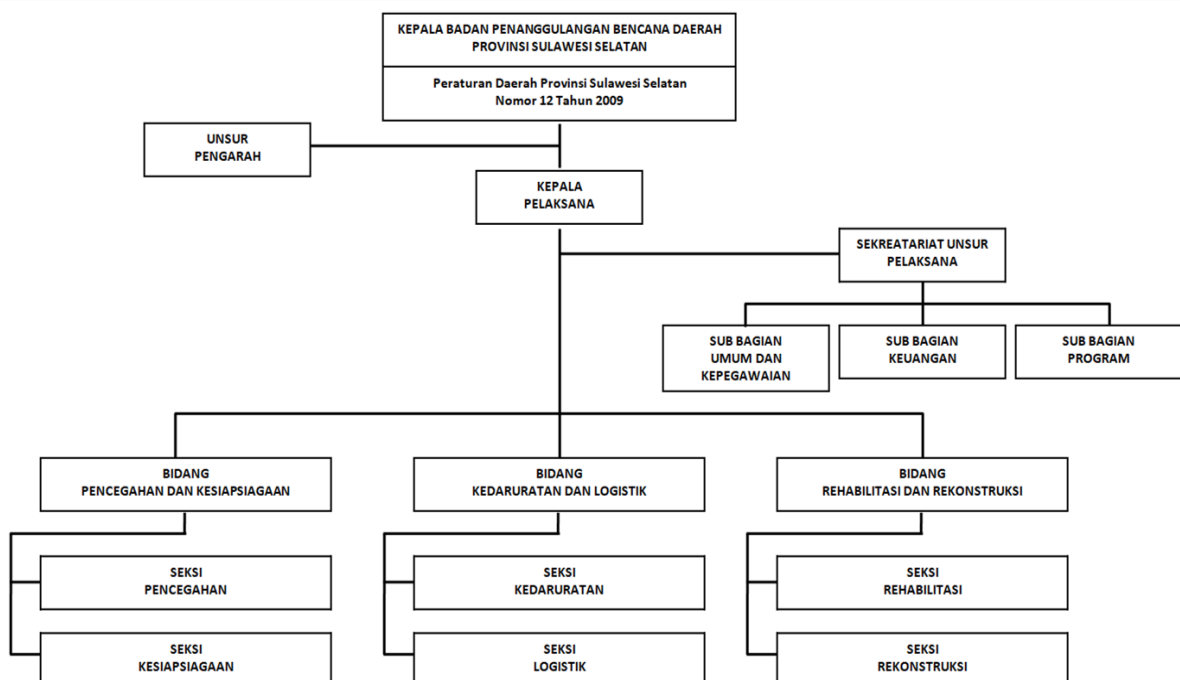 KEPALA BADAN PENANGGULANGAN BENCANA DAERAH
PROVINSI SULAWESI SELATAN
Peraturan Daerah Provinsi Sulawesi Selatan
Nomor 12 Tahun 2009
UNSUR
PENGARAH
KEPALA
PELAKSANA
SEKREATARIAT UNSUR
PELAKSANA
SUB BAGIAN
UMUM DAN
KEPEGAWAIAN
SUB BAGIAN
KEUANGAN
SUB BAGIAN
PROGRAM
BIDANG
PENCEGAHAN DAN KESIAPSIAGAAN
BIDANG
KEDARURATAN DAN LOGISTIK
BIDANG
REHABILITASI DAN REKONSTRUKSI
SEKSI
PENCEGAHAN
SEKSI
KEDARURATAN
SEKSI
REHABILITASI
SEKSI
KESIAPSIAGAAN
SEKSI
LOGISTIK
SEKSI
REKONSTRUKSI